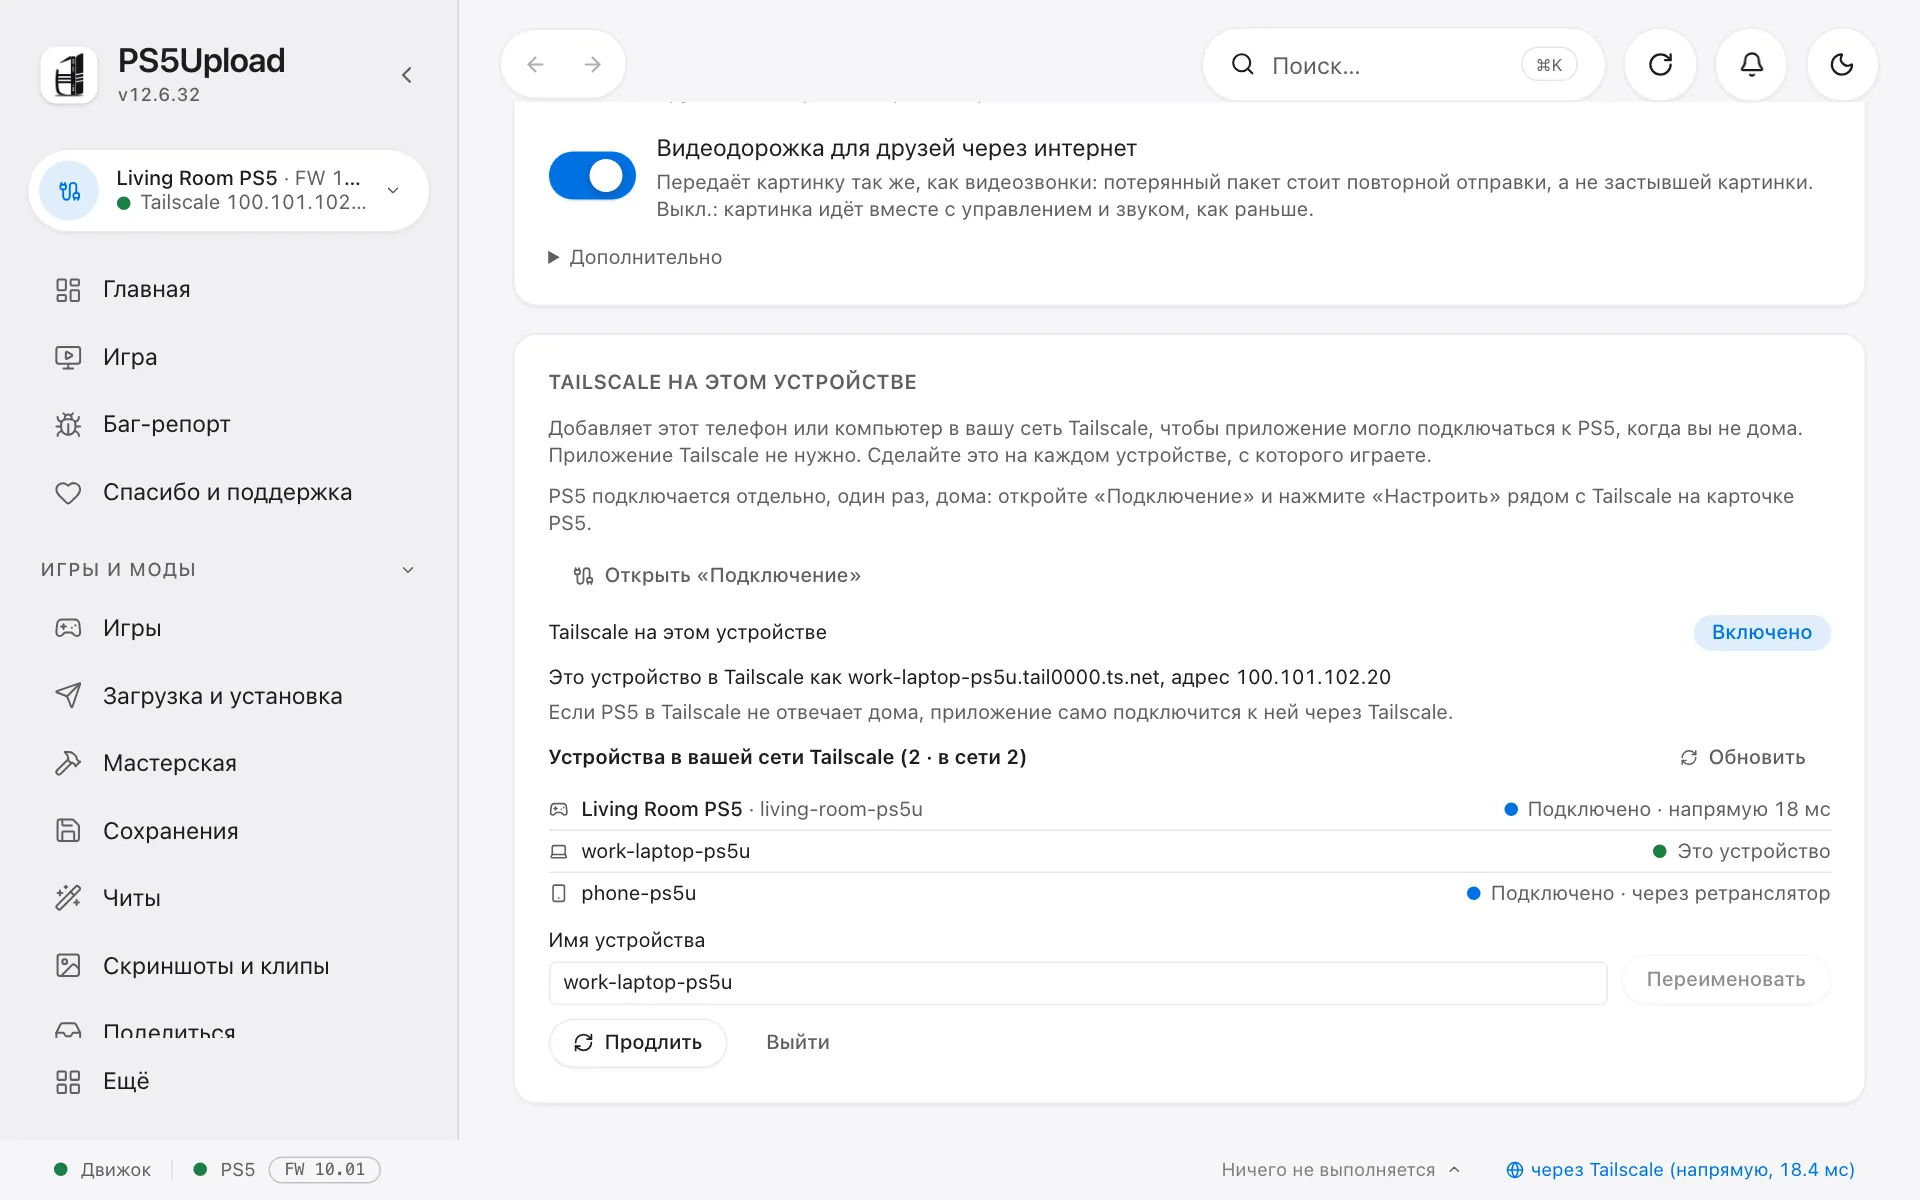 PS5Upload
v12.6.32
Living Room PS5 · FW 1...
Tailscale 100.101.102...
Главная
Игра
Баг-репорт
Спасибо и поддержка
ИГРЫ И МОДЫ
Игры
Загрузка и установка
Мастерская
Сохранения
Читы
Скриншоты и клипы
Поделиться
Ещё
Поиск...
⌘K
Видеодорожка для друзей через интернет
Передаёт картинку так же, как видеозвонки: потерянный пакет стоит повторной отправки, а не застывшей картинки.
Выкл.: картинка идёт вместе с управлением и звуком, как раньше.
Дополнительно
TAILSCALE НА ЭТОМ УСТРОЙСТВЕ
Добавляет этот телефон или компьютер в вашу сеть Tailscale, чтобы приложение могло подключаться к PS5, когда вы не дома.
Приложение Tailscale не нужно. Сделайте это на каждом устройстве, с которого играете.
PS5 подключается отдельно, один раз, дома: откройте «Подключение» и нажмите «Настроить» рядом с Tailscale на карточке
PS5.
Открыть «Подключение»
Tailscale на этом устройстве
Включено
Это устройство в Tailscale как work-laptop-ps5u.tail0000.ts.net, адрес 100.101.102.20
Если PS5 в Tailscale не отвечает дома, приложение само подключится к ней через Tailscale.
Устройства в вашей сети Tailscale (2 · в сети 2)
Обновить
Living Room PS5 · living-room-ps5u
Подключено · напрямую 18 мс
work-laptop-ps5u
Это устройство
phone-ps5u
Подключено · через ретранслятор
Имя устройства
work-laptop-ps5u
Переименовать
Продлить
Выйти
Движок
PS5
FW 10.01
Ничего не выполняется
через Tailscale (напрямую, 18.4 мс)